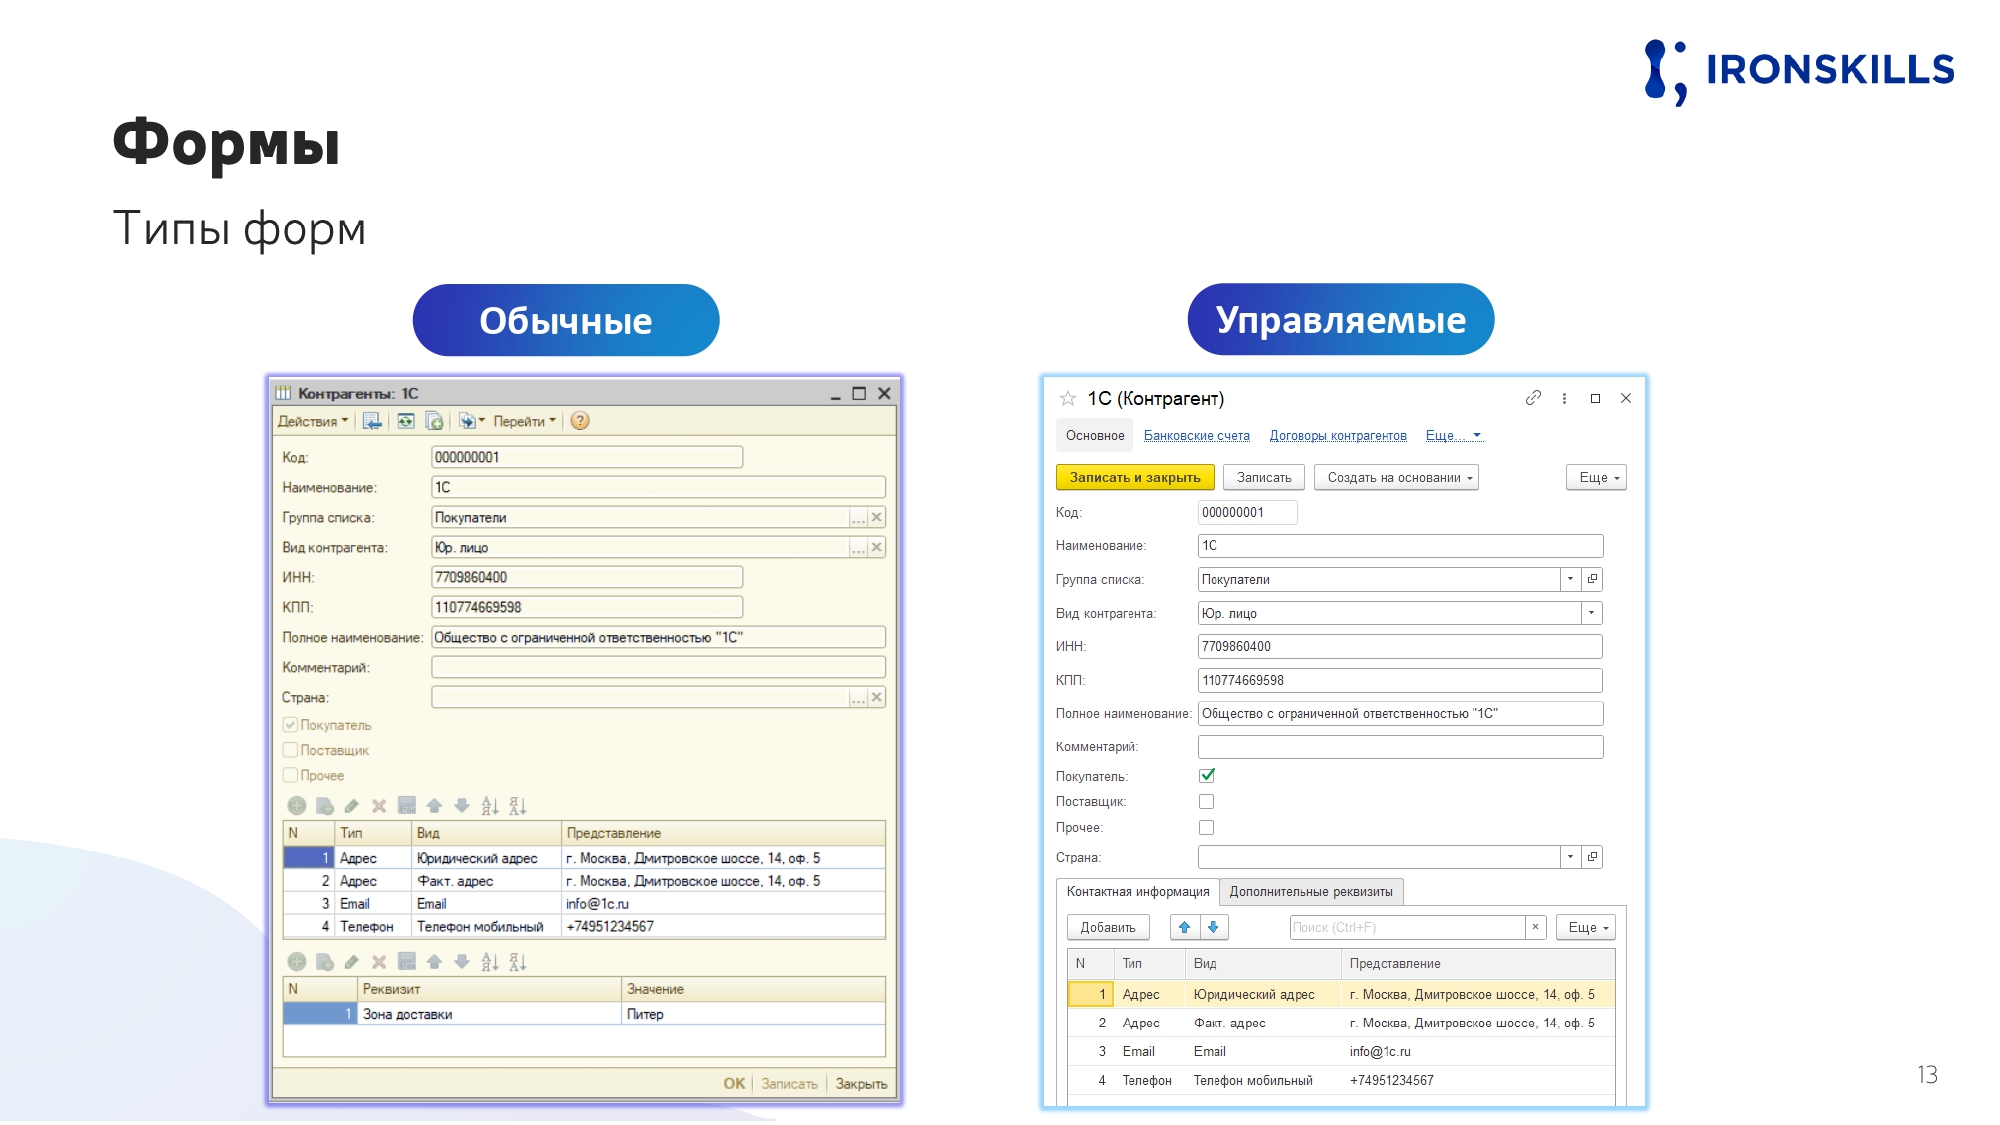 IRONSKILLS
Формы
Типы форм
Обычные
Контрагенты: 1С
Действия Перейти
Код: 000000001
Наименование: 1С
Группа списка: Покупатели
Вид контрагента: Юр. лицо
ИНН: 7709860400
КПП: 110774669598
Полное наименование: Общество с ограниченной ответственностью "1С"
Комментарий:
Страна:
Покупатель
Поставщик
Прочее
N Тип Вид Представление
1 Адрес Юридический адрес г. Москва, Дмитровское шоссе, 14, оф. 5
2 Адрес Факт. адрес г. Москва, Дмитровское шоссе, 14, оф. 5
3 Email Email info@1c.ru
4 Телефон Телефон мобильный +74951234567
N Реквизит Значение
1 Зона доставки Питер
OK Записать Закрыть
Управляемые
1С (Контрагент)
Основное Банковские счета Договоры контрагентов Еще...
Записать и закрыть Записать Создать на основании Еще
Код: 000000001
Наименование: 1С
Группа списка: Покупатели
Вид контрагента: Юр. лицо
ИНН: 7709860400
КПП: 110774669598
Полное наименование: Общество с ограниченной ответственностью "1С"
Комментарий:
Покупатель:
Поставщик:
Прочее:
Страна:
Контактная информация Дополнительные реквизиты
Добавить Поиск (Ctrl+F) × Еще
N Тип Вид Представление
1 Адрес Юридический адрес г. Москва, Дмитровское шоссе, 14, оф. 5
2 Адрес Факт. адрес г. Москва, Дмитровское шоссе, 14, оф. 5
3 Email Email info@1c.ru
4 Телефон Телефон мобильный +74951234567
13